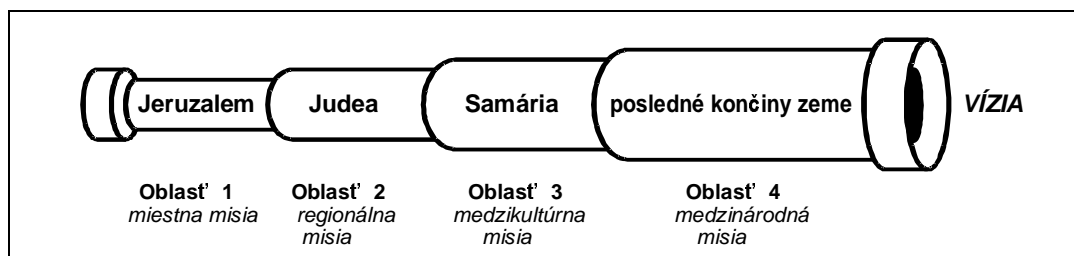 Jeruzalem Judea Samária posledné končiny zeme VÍZIA
Oblasť 1 Oblasť 2 Oblasť 3 Oblasť 4
miestna misia regionálna medzikultúrna medzinárodná
misia misia misia